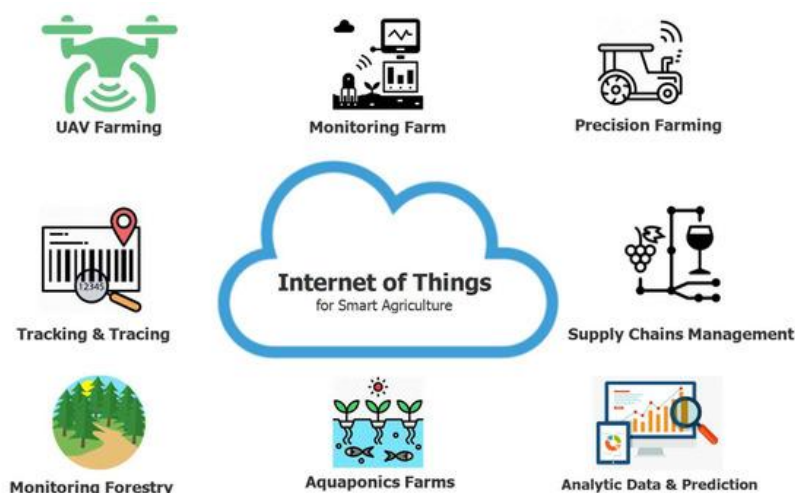 UAV Farming
Monitoring Farm
Precision Farming
12345
Tracking & Tracing
Internet of Things
for Smart Agriculture
Supply Chains Management
Monitoring Forestry
Aquaponics Farms
Analytic Data & Prediction